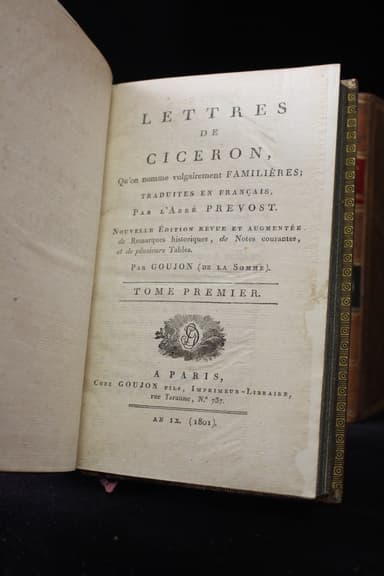 LETTRES
DE
CICERON,
Qu'on nomme vulgairement FAMILIÈRES;
TRADUITES EN FRANÇAIS,
PAR L'ABBÉ PREVOST.
NOUVELLE ÉDITION REVUE ET AUGMENTÉE
de Remarques historiques, de Notes courantes,
et de plusieurs Tables.
PAR GOUJON (DE LA SOMME).
TOME PREMIER.
A PARIS,
CHEZ GOUJON FILS, IMPRIMEUR-LIBRAIRE,
rue Taranne, N.° 737.
AN IX. (1801).